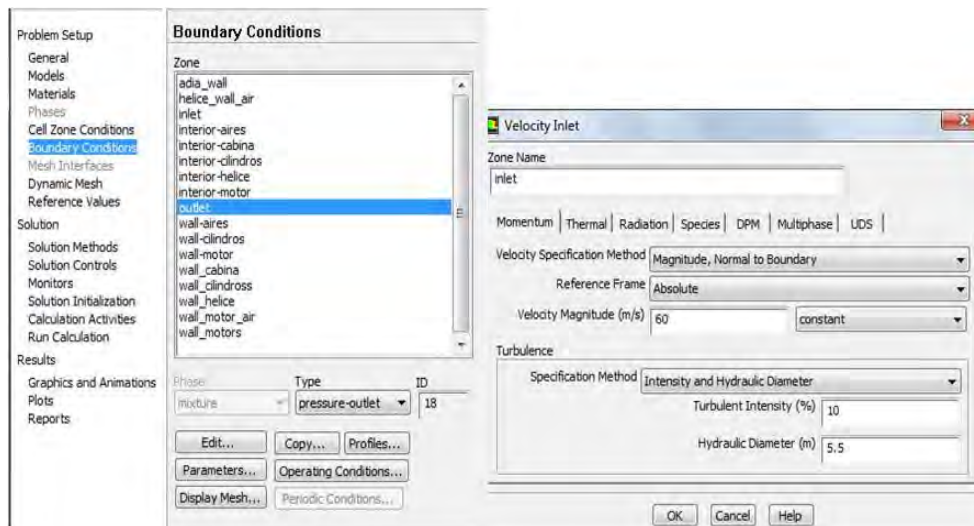 Problem Setup
General
Models
Materials
Phases
Cell Zone Conditions
Boundary Conditions
Mesh Interfaces
Dynamic Mesh
Reference Values
Solution
Solution Methods
Solution Controls
Monitors
Solution Initialization
Calculation Activities
Run Calculation
Results
Graphics and Animations
Plots
Reports
Boundary Conditions
Zone
adia_wall
helice_wall_air
inlet
interior-aires
interior-cabina
interior-cilindros
interior-helice
interior-motor
outlet
wall-aires
wall-cilindros
wall-motor
wall_cabina
wall_cilindross
wall_helice
wall_motor_air
wall_motors
Phase Type ID
mixture pressure-outlet 18
Edit... Copy... Profiles...
Parameters... Operating Conditions...
Display Mesh... Periodic Conditions...
Velocity Inlet
Zone Name
inlet
Momentum Thermal Radiation Species DPM Multiphase UDS
Velocity Specification Method Magnitude, Normal to Boundary
Reference Frame Absolute
Velocity Magnitude (m/s) 60 constant
Turbulence
Specification Method Intensity and Hydraulic Diameter
Turbulent Intensity (%) 10
Hydraulic Diameter (m) 5.5
OK Cancel Help